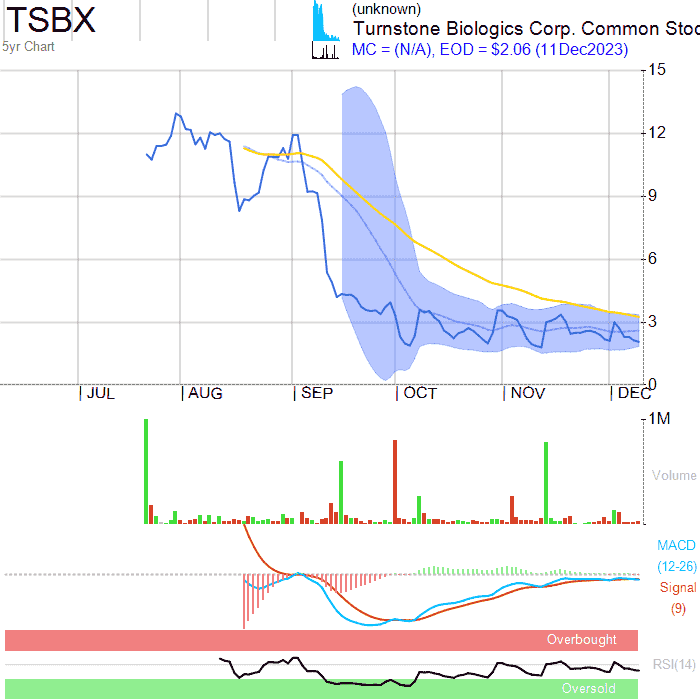 TSBX
5yr Chart
(unknown)
Turnstone Biologics Corp. Common Stoc
MC = (N/A), EOD = $2.06 (11Dec2023)
15
12
9
6
3
0
JUL AUG SEP OCT NOV DEC
1M
Volume
MACD
(12-26)
Signal
(9)
Overbought
RSI(14)
Oversold